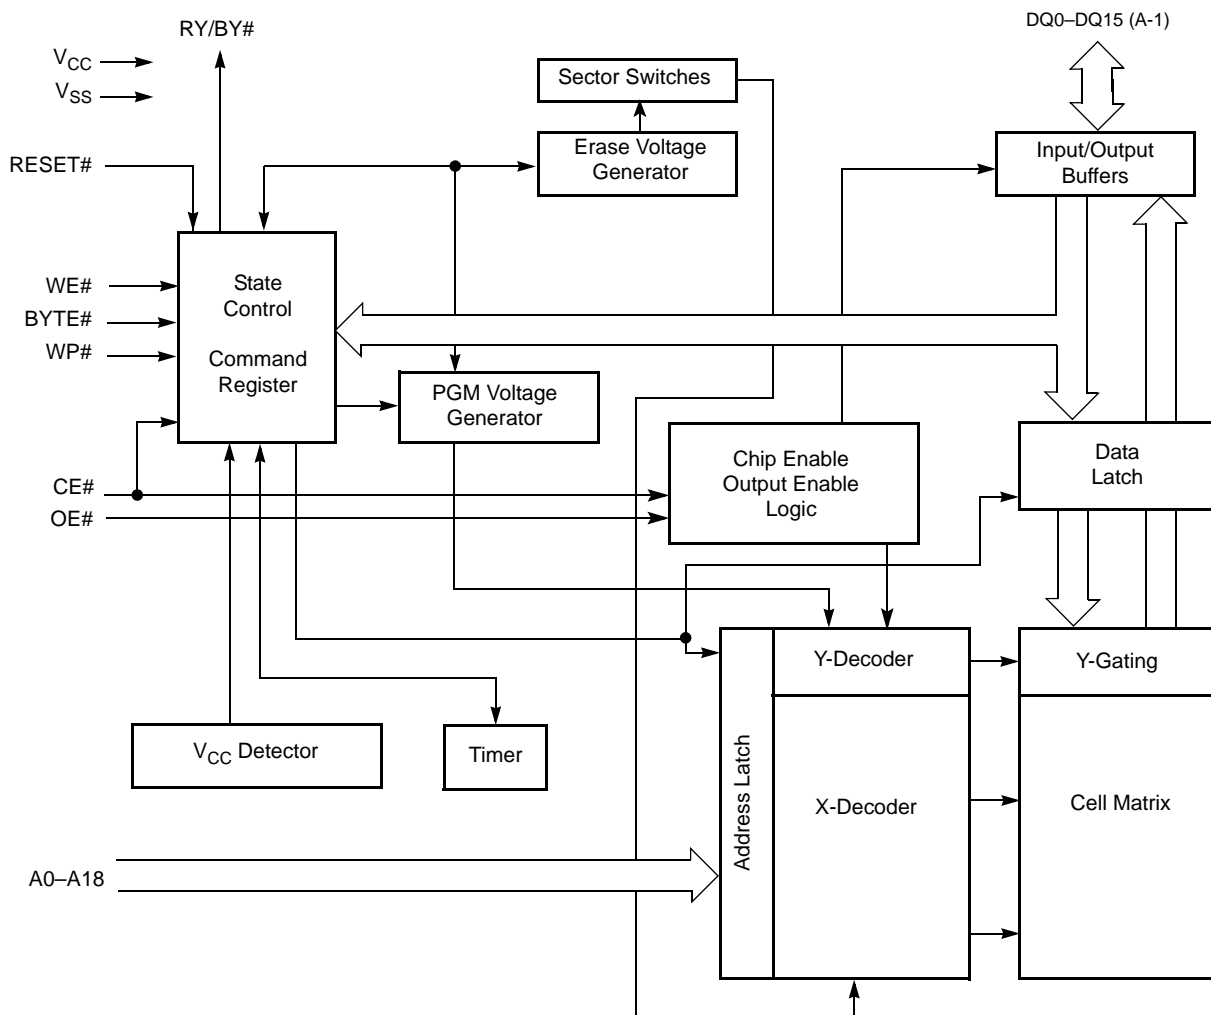 RY/BY#
DQ0–DQ15 (A-1)
VCC
VSS
Sector Switches
RESET#
Erase Voltage
Generator
Input/Output
Buffers
WE#
BYTE#
WP#
State
Control
Command
Register
PGM Voltage
Generator
CE#
OE#
Chip Enable
Output Enable
Logic
Data
Latch
Y-Decoder
Y-Gating
VCC Detector
Timer
Address Latch
X-Decoder
Cell Matrix
A0–A18